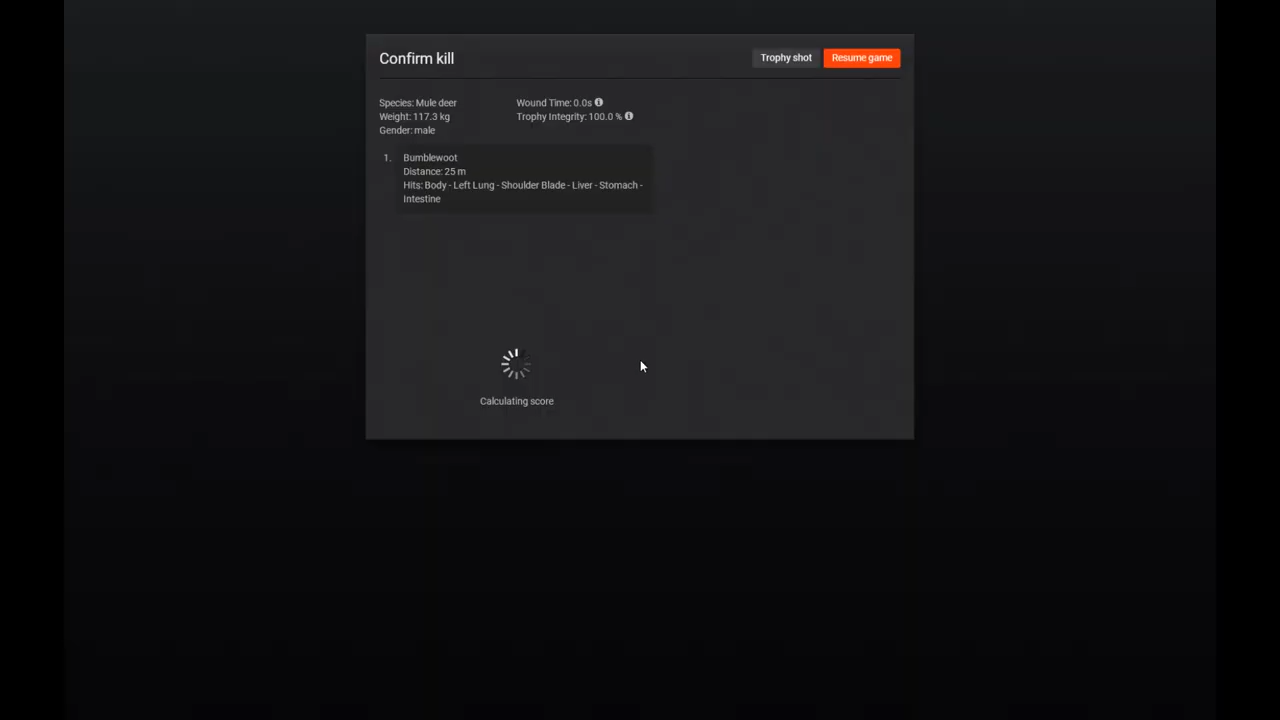 Confirm kill
Trophy shot
Resume game
Species: Mule deer
Weight: 117.3 kg
Gender: male
Wound Time: 0.0s
Trophy Integrity: 100.0 %
1. Bumblewoot
Distance: 25 m
Hits: Body - Left Lung - Shoulder Blade - Liver - Stomach -
Intestine
Calculating score